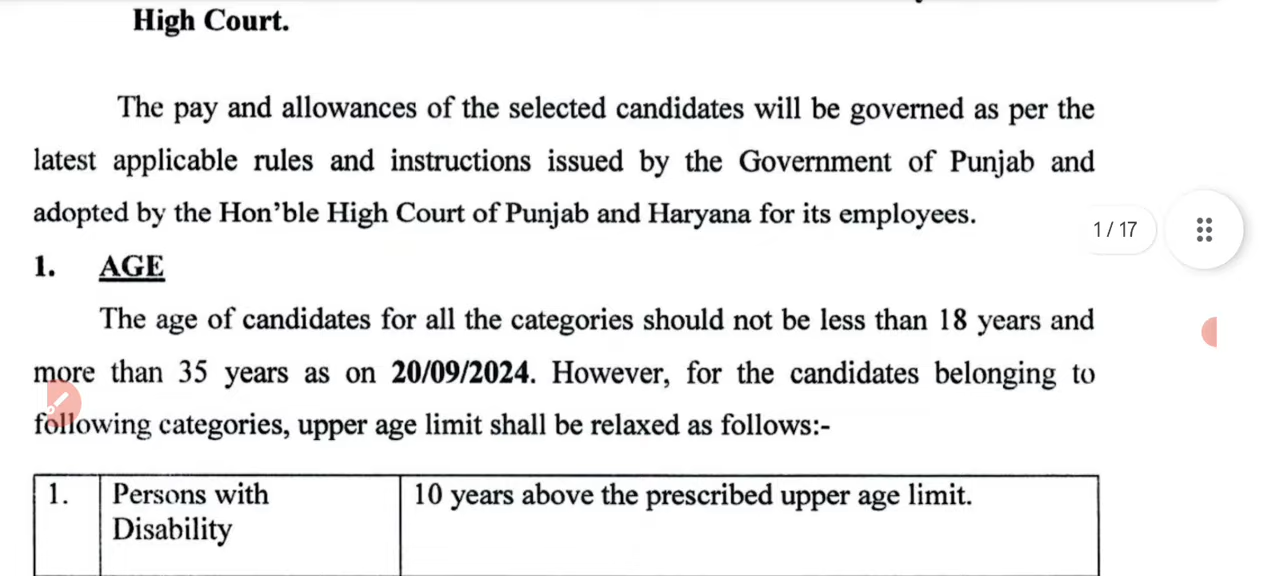 High Court.
The pay and allowances of the selected candidates will be governed as per the
latest applicable rules and instructions issued by the Government of Punjab and
adopted by the Hon’ble High Court of Punjab and Haryana for its employees.
1. AGE
The age of candidates for all the categories should not be less than 18 years and
more than 35 years as on 20/09/2024. However, for the candidates belonging to
following categories, upper age limit shall be relaxed as follows:-
1. Persons with 10 years above the prescribed upper age limit.
Disability
1 / 17